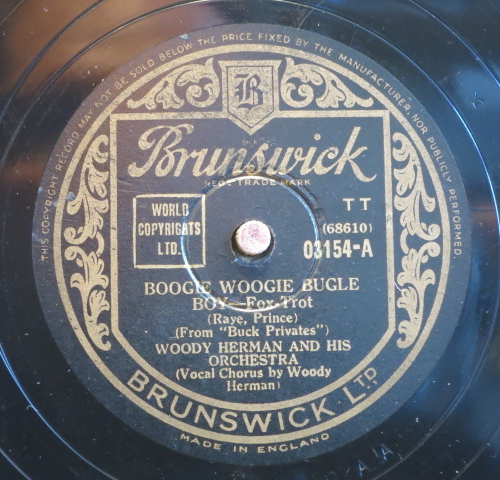 THIS COPYRIGHT RECORD MAY NOT BE SOLD BELOW THE PRICE FIXED BY THE MANUFACTURER, NOR PUBLICLY PERFORMED.
B
Brunswick
REGD TRADE MARK
WORLD
COPYRIGHTS
LTD.
TT
(68610)
03154-A
BOOGIE WOOGIE BUGLE
BOY—Fox-Trot
(Raye, Prince)
(From "Buck Privates")
WOODY HERMAN AND HIS
ORCHESTRA
(Vocal Chorus by Woody
Herman)
BRUNSWICK LTD.
MADE IN ENGLAND